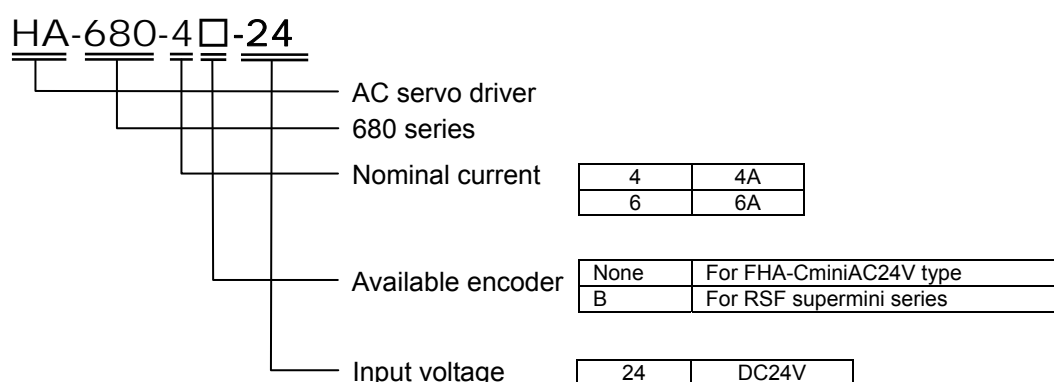 HA-680-4□-24
AC servo driver
680 series
Nominal current
4 4A
6 6A
Available encoder
None For FHA-CminiAC24V type
B For RSF supermini series
Input voltage
24 DC24V